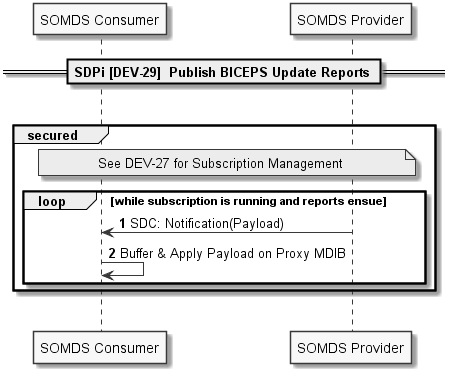 SOMDS Consumer
SOMDS Provider
SDPi [DEV-29]  Publish BICEPS Update Reports
secured
See DEV-27 for Subscription Management
loop
[while subscription is running and reports ensue]
1 SDC: Notification(Payload)
2 Buffer & Apply Payload on Proxy MDIB
SOMDS Consumer
SOMDS Provider